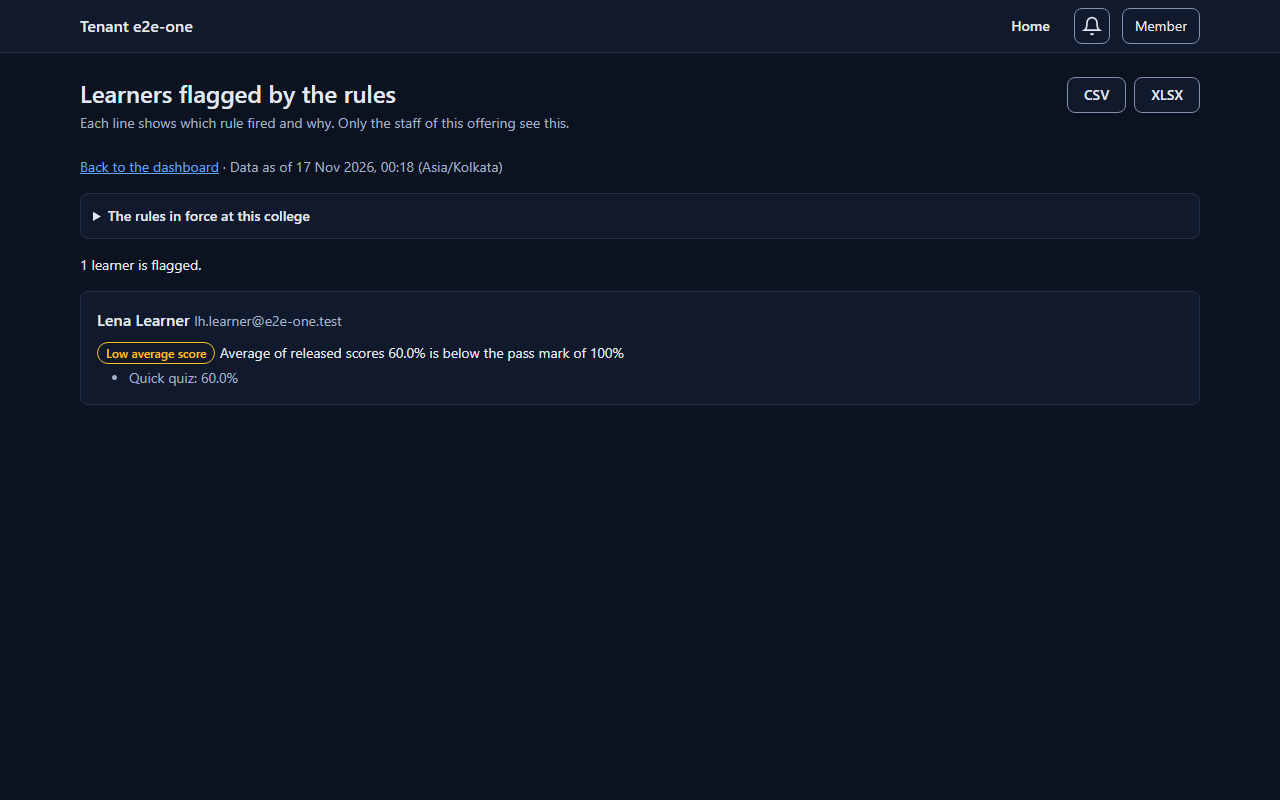 Tenant e2e-one
Home
Member
Learners flagged by the rules
CSV
XLSX
Each line shows which rule fired and why. Only the staff of this offering see this.
Back to the dashboard · Data as of 17 Nov 2026, 00:18 (Asia/Kolkata)
The rules in force at this college
1 learner is flagged.
Lena Learner lh.learner@e2e-one.test
Low average score Average of released scores 60.0% is below the pass mark of 100%
Quick quiz: 60.0%